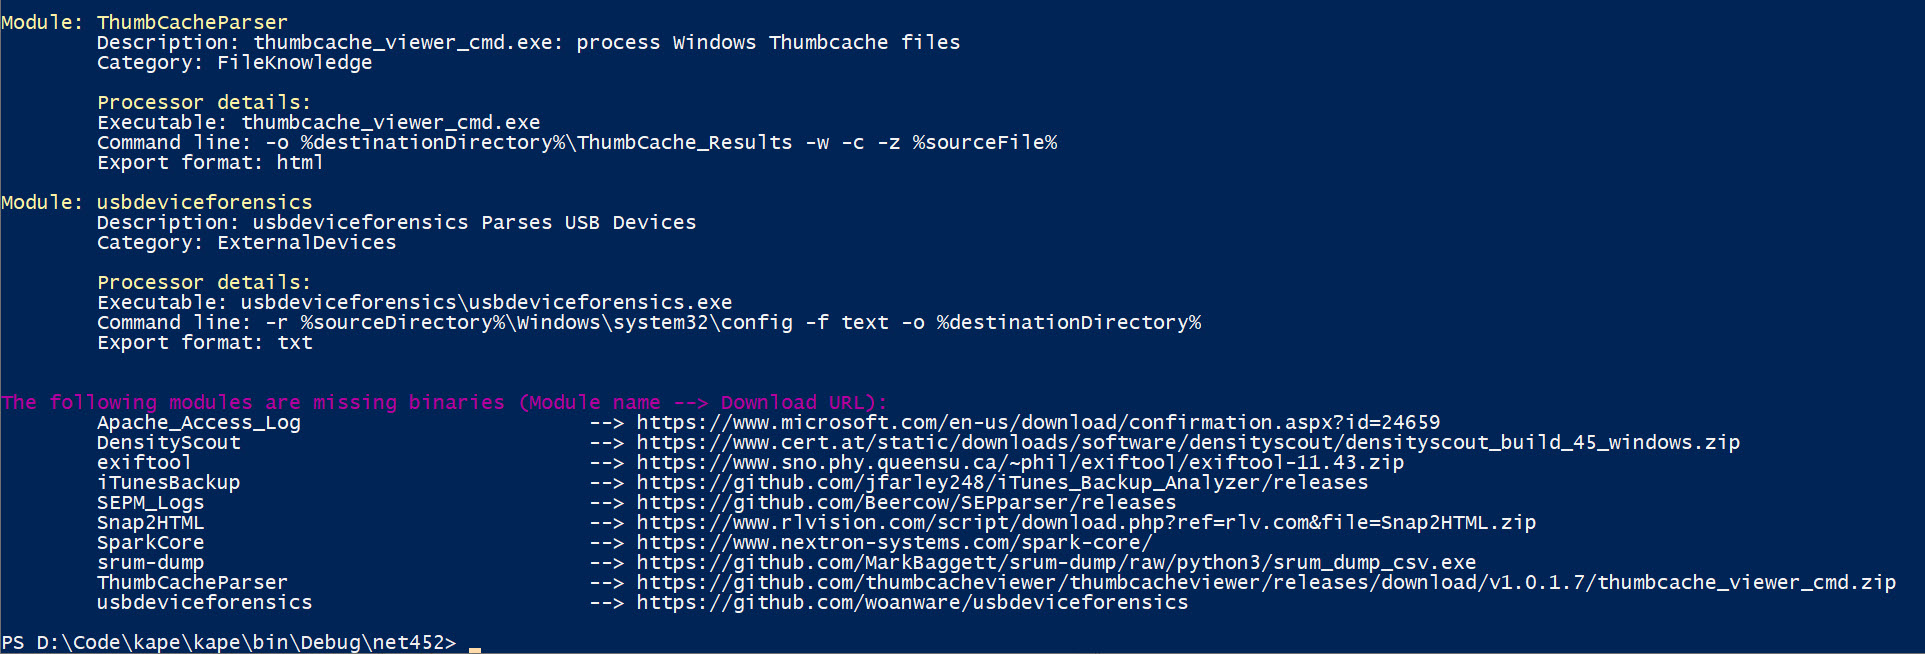 Module: ThumbCacheParser
Description: thumbcache_viewer_cmd.exe: process Windows Thumbcache files
Category: FileKnowledge
Processor details:
Executable: thumbcache_viewer_cmd.exe
Command line: -o %destinationDirectory%\ThumbCache_Results -w -c -z %sourceFile%
Export format: html
Module: usbdeviceforensics
Description: usbdeviceforensics Parses USB Devices
Category: ExternalDevices
Processor details:
Executable: usbdeviceforensics\usbdeviceforensics.exe
Command line: -r %sourceDirectory%\Windows\system32\config -f text -o %destinationDirectory%
Export format: txt
The following modules are missing binaries (Module name --> Download URL):
Apache_Access_Log --> https://www.microsoft.com/en-us/download/confirmation.aspx?id=24659
DensityScout --> https://www.cert.at/static/downloads/software/densityscout/densityscout_build_45_windows.zip
exiftool --> https://www.sno.phy.queensu.ca/~phil/exiftool/exiftool-11.43.zip
iTunesBackup --> https://github.com/jfarley248/iTunes_Backup_Analyzer/releases
SEPM_Logs --> https://github.com/Beercow/SEPparser/releases
Snap2HTML --> https://www.rlvision.com/script/download.php?ref=rlv.com&file=Snap2HTML.zip
SparkCore --> https://www.nextron-systems.com/spark-core/
srum-dump --> https://github.com/MarkBaggett/srum-dump/raw/python3/srum_dump_csv.exe
ThumbCacheParser --> https://github.com/thumbcacheviewer/thumbcacheviewer/releases/download/v1.0.1.7/thumbcache_viewer_cmd.zip
usbdeviceforensics --> https://github.com/woanware/usbdeviceforensics
PS D:\Code\kape\kape\bin\Debug\net452>